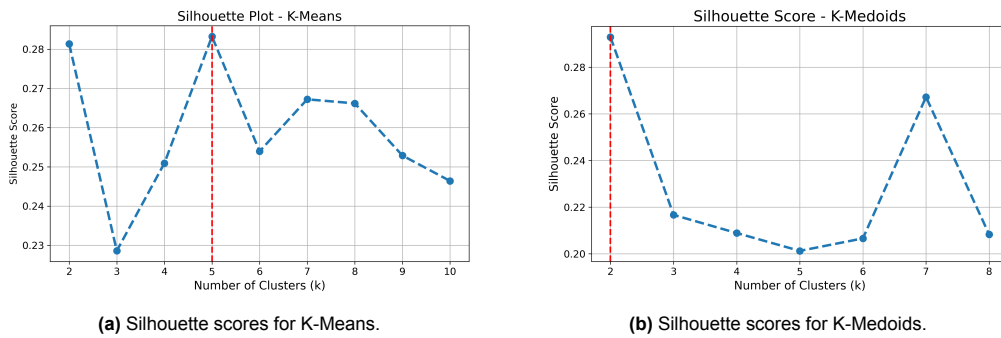 Silhouette Plot - K-Means
Silhouette Score
0.28
0.27
0.26
0.25
0.24
0.23
2 3 4 5 6 7 8 9 10
Number of Clusters (k)
(a) Silhouette scores for K-Means.
Silhouette Score - K-Medoids
Silhouette Score
0.28
0.26
0.24
0.22
0.20
2 3 4 5 6 7 8
Number of Clusters (k)
(b) Silhouette scores for K-Medoids.